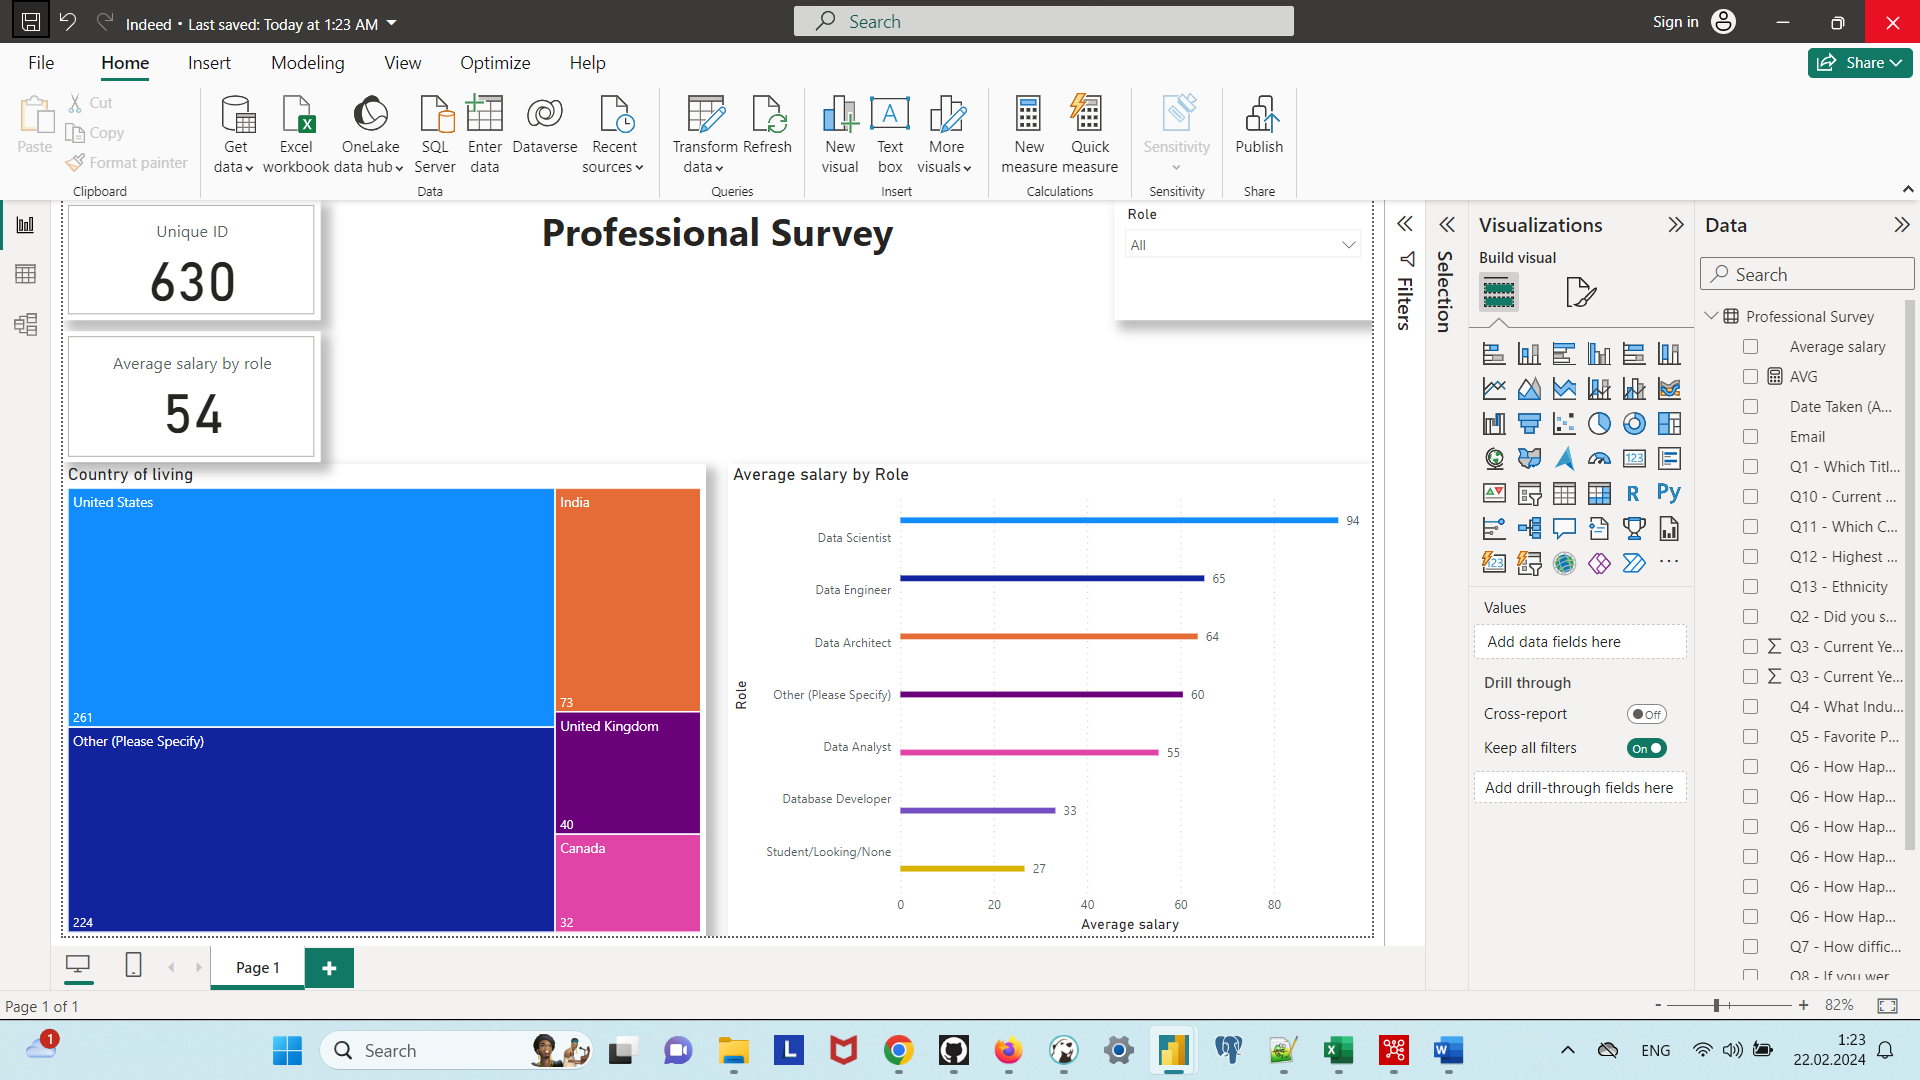 Indeed • Last saved: Today at 1:23 AM
Search
Sign in
File
Home
Insert
Modeling
View
Optimize
Help
Share
Paste
Cut
Copy
Format painter
Clipboard
Get data
Excel workbook
OneLake data hub
SQL Server
Enter data
Dataverse
Recent sources
Data
Transform data
Refresh
Queries
New visual
A
Text box
More visuals
Insert
New measure
Quick measure
Calculations
Sensitivity
Sensitivity
Publish
Share
Unique ID
630
Professional Survey
Role
All
Average salary by role
54
Country of living
United States
261
Other (Please Specify)
224
India
73
United Kingdom
40
Canada
32
Average salary by Role
Role
Data Scientist
94
Data Engineer
65
Data Architect
64
Other (Please Specify)
60
Data Analyst
55
Database Developer
33
Student/Looking/None
27
0
20
40
60
80
Average salary
Filters
Selection
Visualizations
Build visual
123
R
Py
123
...
Values
Add data fields here
Drill through
Cross-report
Off
Keep all filters
On
Add drill-through fields here
Data
Search
Professional Survey
Average salary
AVG
Date Taken (A...
Email
Q1 - Which Titl...
Q10 - Current ...
Q11 - Which C...
Q12 - Highest ...
Q13 - Ethnicity
Q2 - Did you s...
∑ Q3 - Current Ye...
∑ Q3 - Current Ye...
Q4 - What Indu...
Q5 - Favorite P...
Q6 - How Hap...
Q6 - How Hap...
Q6 - How Hap...
Q6 - How Hap...
Q6 - How Hap...
Q6 - How Hap...
Q7 - How diffic...
Q8 - If you wer
Page 1
+
Page 1 of 1
- + 82%
1
Search
L
X
W
ENG
1:23
22.02.2024